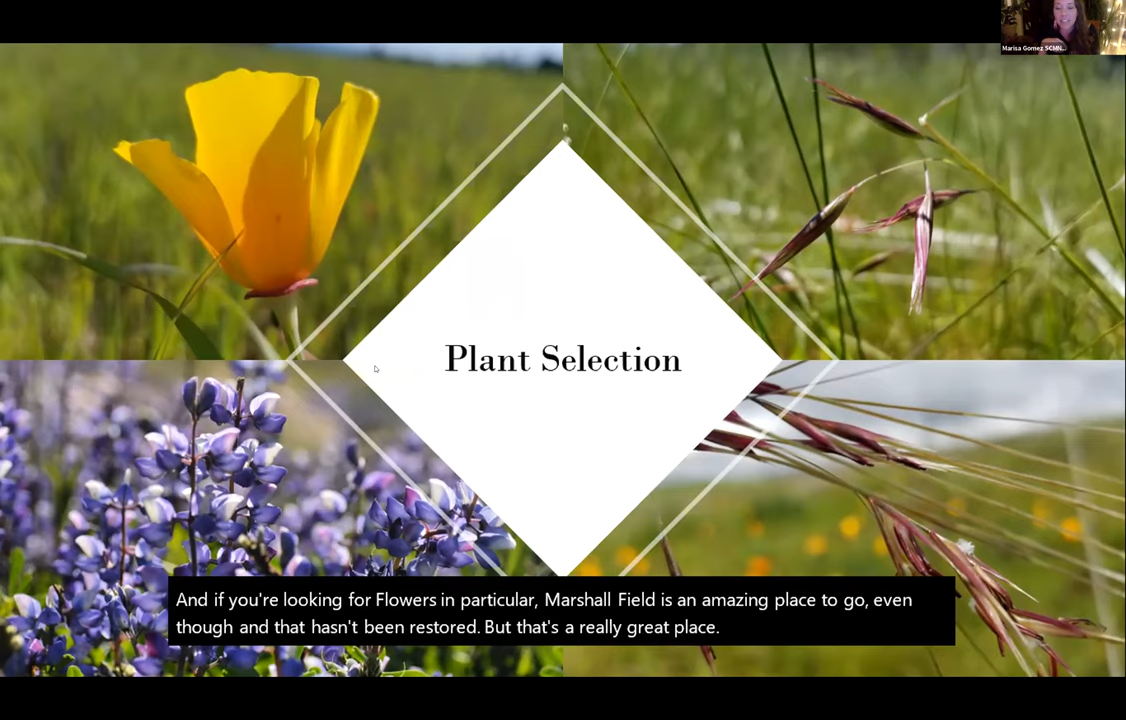 Marisa Gomez SCMN...
Plant Selection
And if you're looking for Flowers in particular, Marshall Field is an amazing place to go, even
though and that hasn't been restored. But that's a really great place.